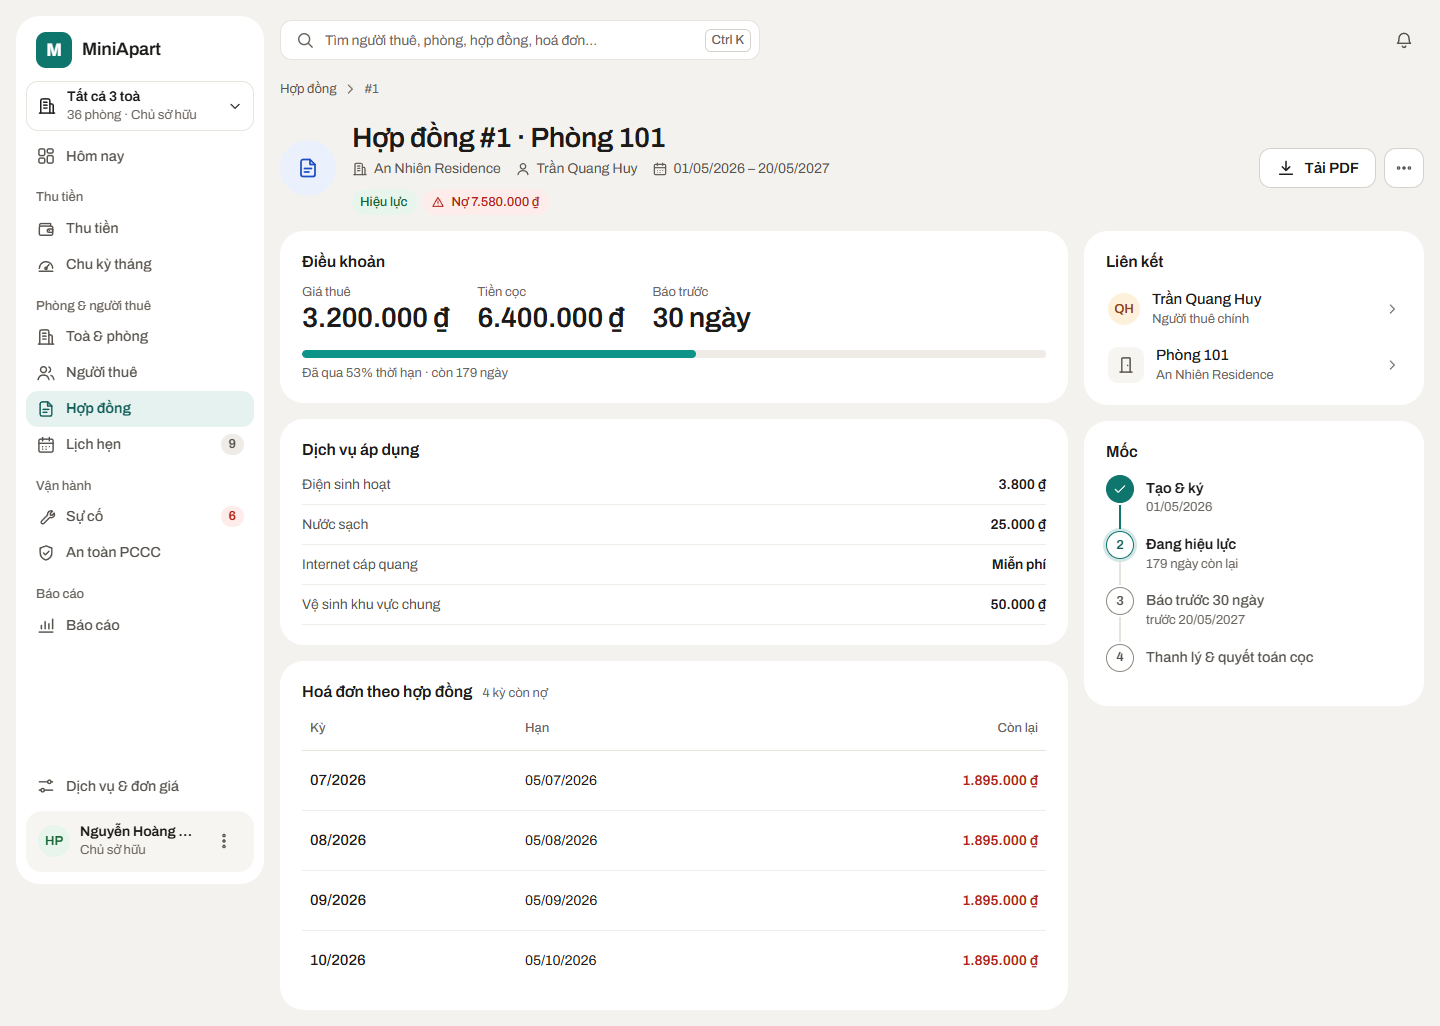 M MiniApart
Tất cả 3 toà
36 phòng · Chủ sở hữu
Hôm nay
Thu tiền
Thu tiền
Chu kỳ tháng
Phòng & người thuê
Toà & phòng
Người thuê
Hợp đồng
Lịch hẹn 9
Vận hành
Sự cố 6
An toàn PCCC
Báo cáo
Báo cáo
Dịch vụ & đơn giá
HP
Nguyễn Hoàng ...
Chủ sở hữu
Tìm người thuê, phòng, hợp đồng, hoá đơn... Ctrl K
Hợp đồng > #1
Hợp đồng #1 · Phòng 101
An Nhiên Residence Trần Quang Huy 01/05/2026 – 20/05/2027
Hiệu lực Nợ 7.580.000 ₫
Tải PDF
Điều khoản
Giá thuê Tiền cọc Báo trước
3.200.000 ₫ 6.400.000 ₫ 30 ngày
Đã qua 53% thời hạn · còn 179 ngày
Dịch vụ áp dụng
Điện sinh hoạt 3.800 ₫
Nước sạch 25.000 ₫
Internet cáp quang Miễn phí
Vệ sinh khu vực chung 50.000 ₫
Hoá đơn theo hợp đồng 4 kỳ còn nợ
Kỳ Hạn Còn lại
07/2026 05/07/2026 1.895.000 ₫
08/2026 05/08/2026 1.895.000 ₫
09/2026 05/09/2026 1.895.000 ₫
10/2026 05/10/2026 1.895.000 ₫
Liên kết
QH
Trần Quang Huy
Người thuê chính
Phòng 101
An Nhiên Residence
Mốc
Tạo & ký
01/05/2026
2 Đang hiệu lực
179 ngày còn lại
3 Báo trước 30 ngày
trước 20/05/2027
4 Thanh lý & quyết toán cọc